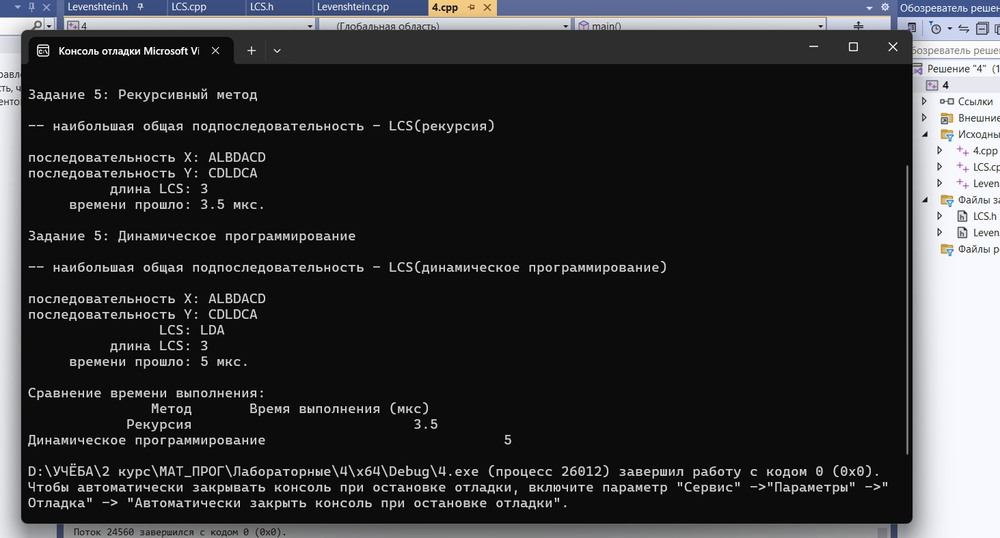 Levenshtein.h
LCS.cpp
LCS.h
Levenshtein.cpp
4.cpp
Обозреватель решен
4
(Глобальная область)
main()
Консоль отладки Microsoft Vi
Задание 5: Рекурсивный метод
-- наибольшая общая подпоследовательность - LCS(рекурсия)
последовательность X: ALBDACD
последовательность Y: CDLDCA
длина LCS: 3
времени прошло: 3.5 мкс.
Задание 5: Динамическое программирование
-- наибольшая общая подпоследовательность - LCS(динамическое программирование)
последовательность X: ALBDACD
последовательность Y: CDLDCA
LCS: LDA
длина LCS: 3
времени прошло: 5 мкс.
Сравнение времени выполнения:
Метод Время выполнения (мкс)
Рекурсия 3.5
Динамическое программирование 5
D:\УЧЁБА\2 курс\МАТ_ПРОГ\Лабораторные\4\x64\Debug\4.exe (процесс 26012) завершил работу с кодом 0 (0x0).
Чтобы автоматически закрывать консоль при остановке отладки, включите параметр "Сервис" ->"Параметры" ->"
Отладка" -> "Автоматически закрыть консоль при остановке отладки".
Поток 24560 завершился с кодом 0 (0x0).
бозреватель реше
Решение "4" (1
4
Ссылки
Внешние
Исходны
4.cpp
LCS.cp
Leven
Файлы за
LCS.h
Leven
Файлы р